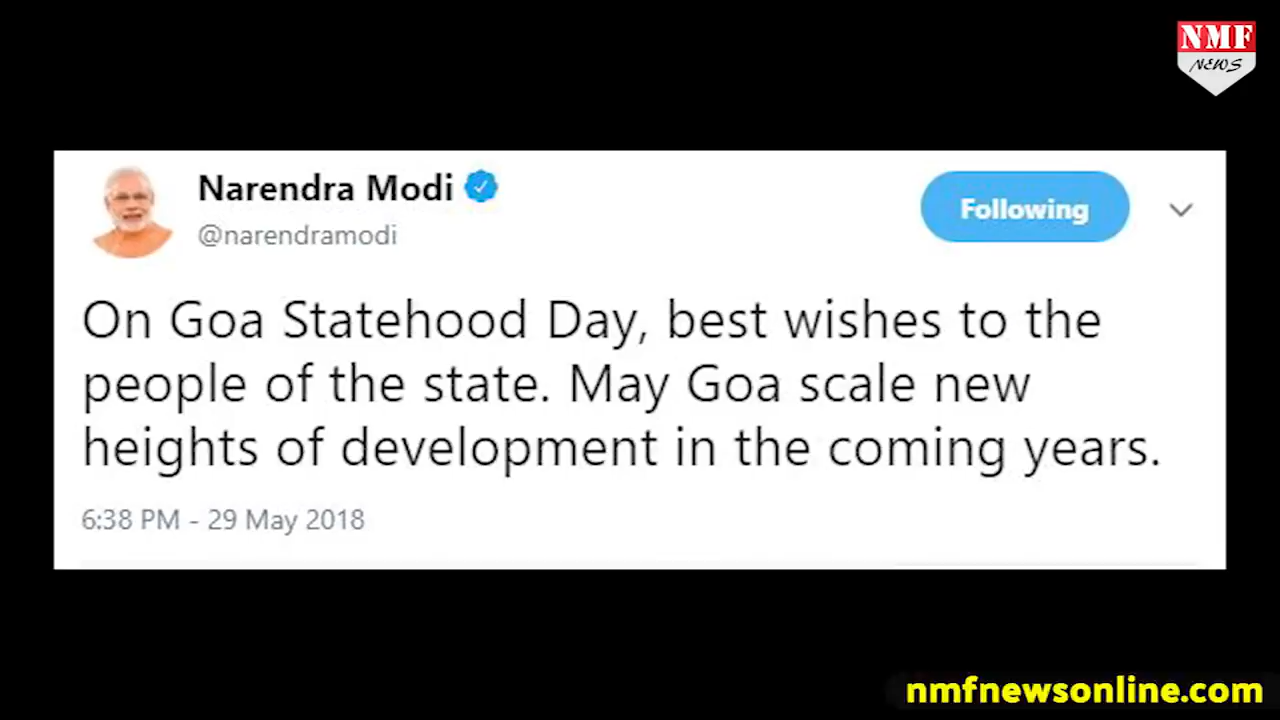 NMF
NEWS
Narendra Modi
@narendramodi
Following
On Goa Statehood Day, best wishes to the
people of the state. May Goa scale new
heights of development in the coming years.
6:38 PM - 29 May 2018
nmfnewsonline.com